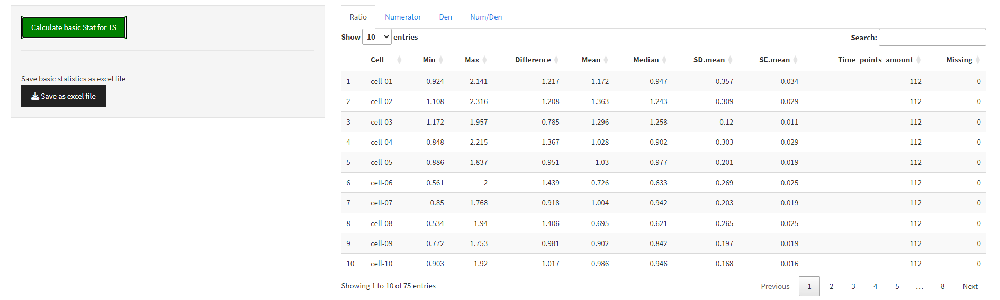 Calculate basic Stat for TS
Save basic statistics as excel file
Save as excel file
Ratio Numerator Den Num/Den
Show 10 entries Search:
Cell Min Max Difference Mean Median SD.mean SE.mean Time_points_amount Missing
1 cell-01 0.924 2.141 1.217 1.172 0.947 0.357 0.034 112 0
2 cell-02 1.108 2.316 1.208 1.363 1.243 0.309 0.029 112 0
3 cell-03 1.172 1.957 0.785 1.296 1.258 0.12 0.011 112 0
4 cell-04 0.848 2.215 1.367 1.028 0.902 0.303 0.029 112 0
5 cell-05 0.886 1.837 0.951 1.03 0.977 0.201 0.019 112 0
6 cell-06 0.561 2 1.439 0.726 0.633 0.269 0.025 112 0
7 cell-07 0.85 1.768 0.918 1.004 0.942 0.203 0.019 112 0
8 cell-08 0.534 1.94 1.406 0.695 0.621 0.265 0.025 112 0
9 cell-09 0.772 1.753 0.981 0.902 0.842 0.197 0.019 112 0
10 cell-10 0.903 1.92 1.017 0.986 0.946 0.168 0.016 112 0
Showing 1 to 10 of 75 entries Previous 1 2 3 4 5 … 8 Next